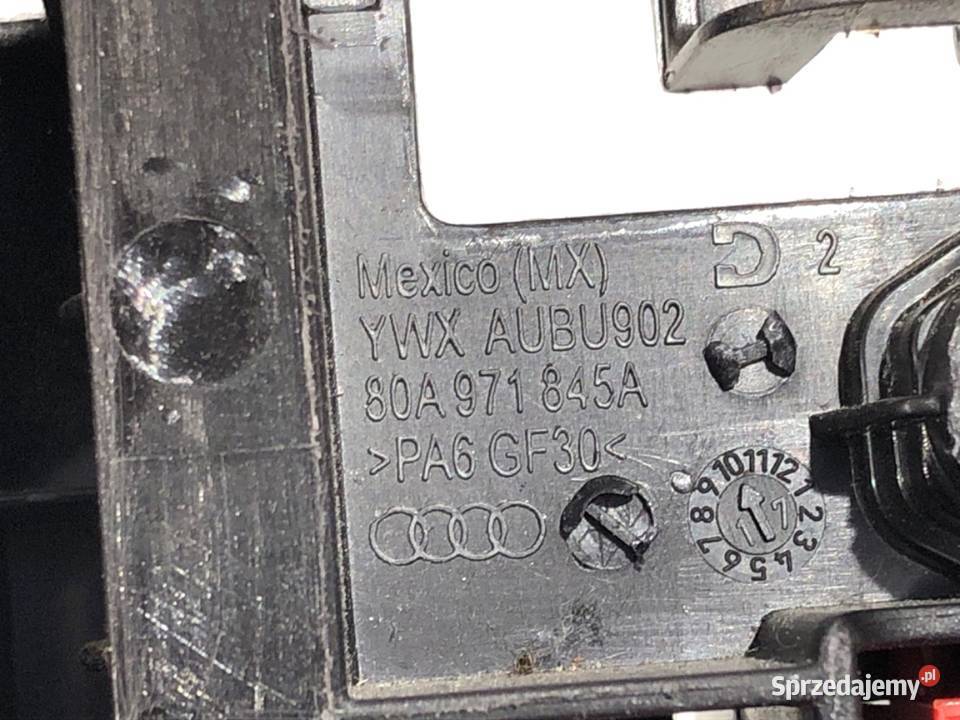 Mexico (MX)
2
YWX AUBU902
80A 971 845A
>PA6 GF30<
1 2 3 4 5 6 7 8 9 10 11 12
17
Sprzedajemy.pl